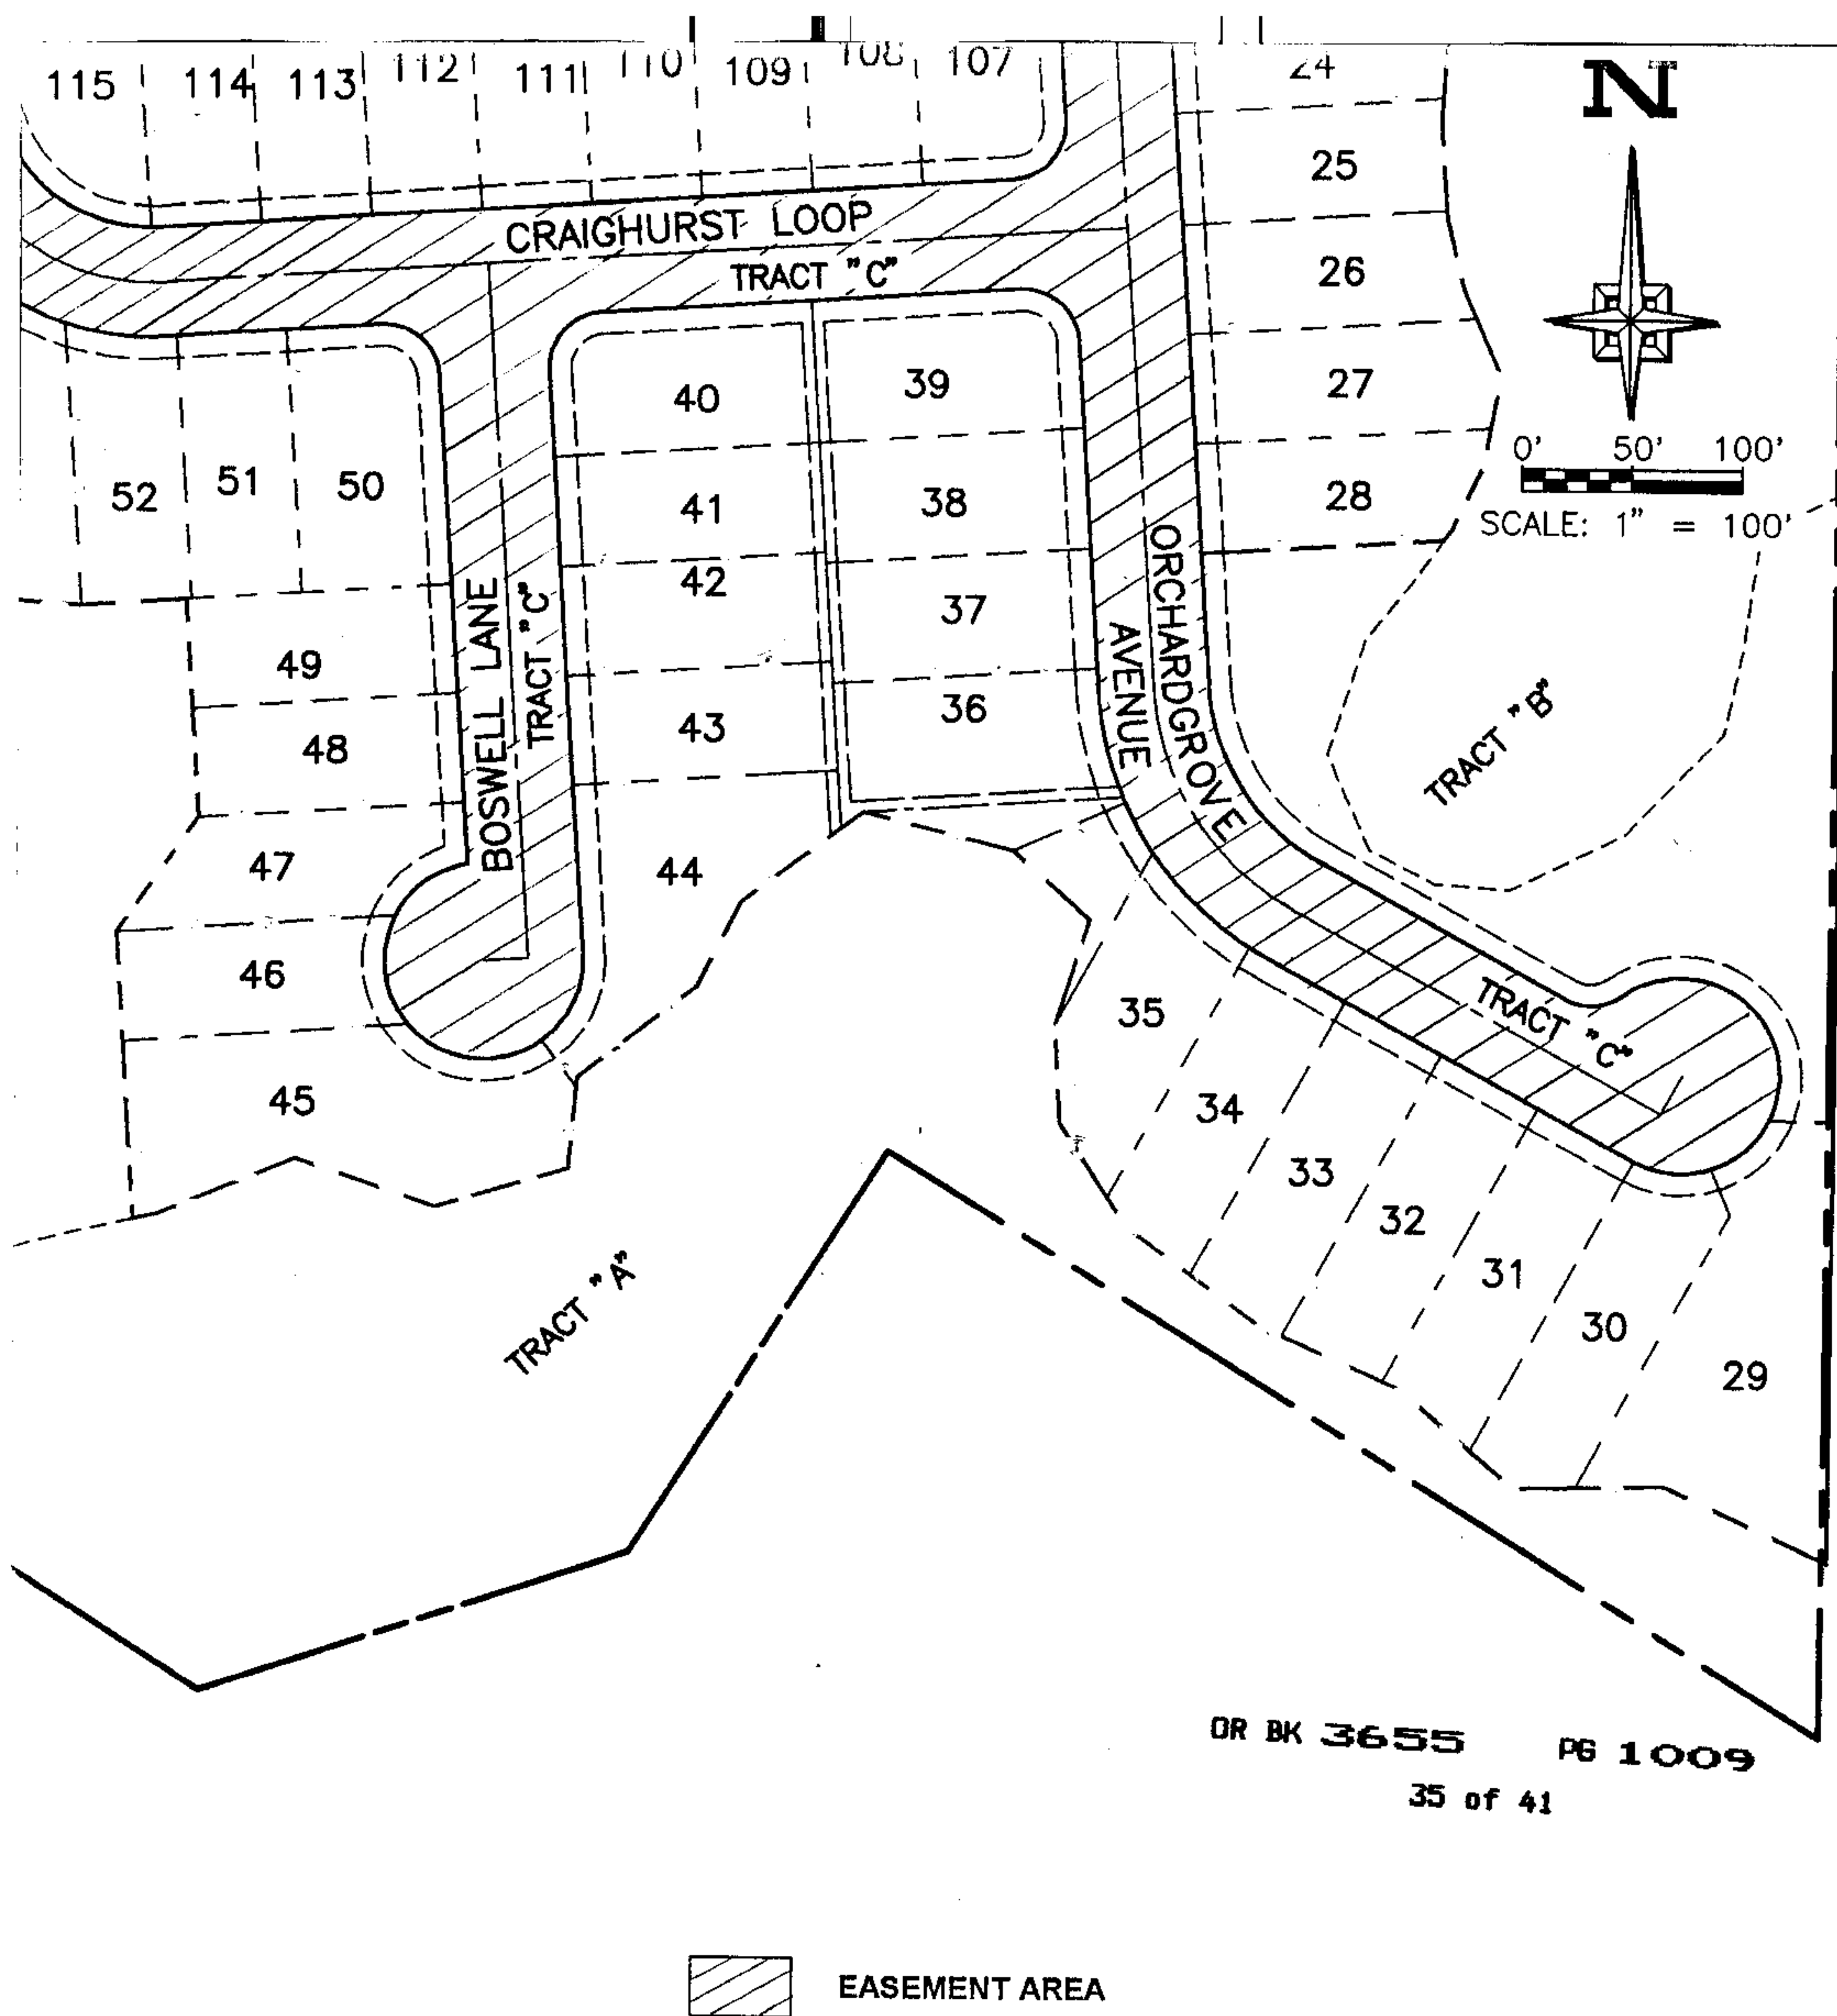 115 114 113 112 111 110 109 108 107
24
N
25
CRAIGHURST LOOP
TRACT "C"
26
27
40
39
0' 50' 100'
SCALE: 1" = 100'
52 51 50
41
38
28
42
37
ORCHARDGROVE
AVENUE
BOSWELL LANE
TRACT "C"
49
48
43
36
TRACT "B"
47
44
46
35
TRACT "C"
45
34
33
32
31
30
29
TRACT "A"
OR BK 3655 PG 1009
35 of 41
EASEMENT AREA